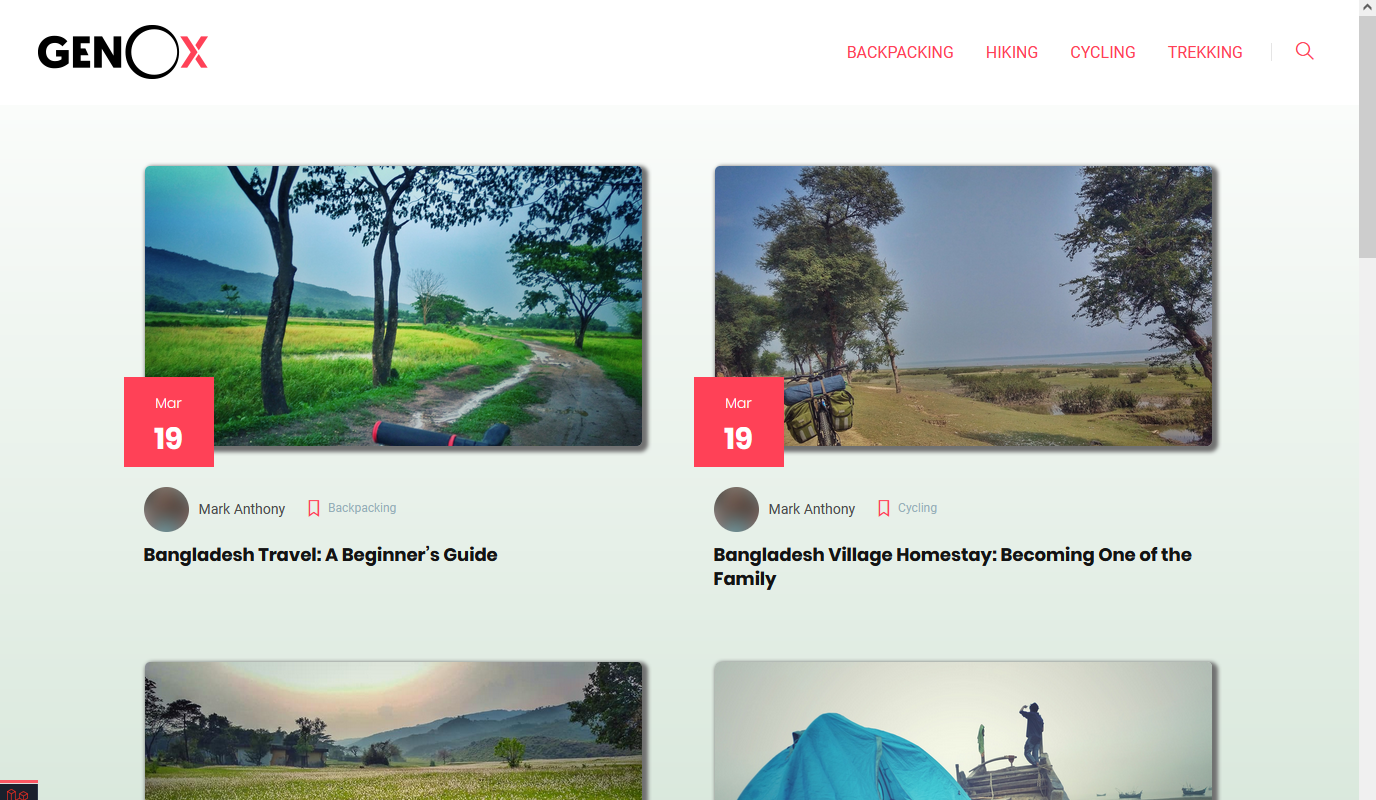 GENOX
BACKPACKING
HIKING
CYCLING
TREKKING
Mar
19
Mark Anthony
Backpacking
Bangladesh Travel: A Beginner’s Guide
Mar
19
Mark Anthony
Cycling
Bangladesh Village Homestay: Becoming One of the
Family